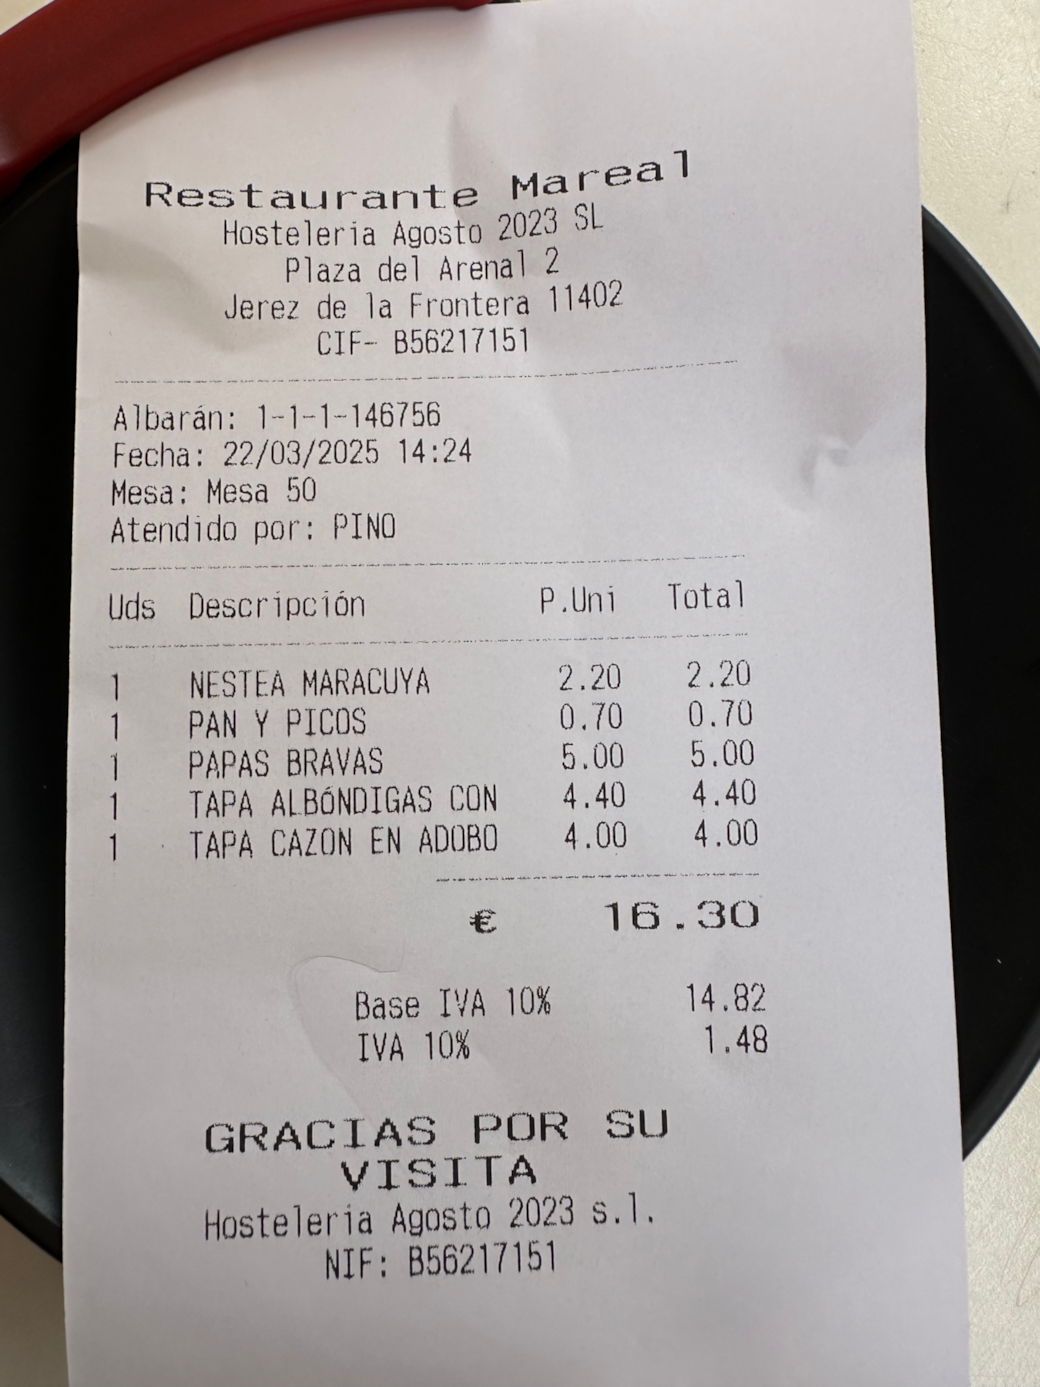 Restaurante Mareal
Hosteleria Agosto 2023 SL
Plaza del Arenal 2
Jerez de la Frontera 11402
CIF- B56217151
Albarán: 1-1-1-146756
Fecha: 22/03/2025 14:24
Mesa: Mesa 50
Atendido por: PINO
Uds Descripción P.Uni Total
1 NESTEA MARACUYA 2.20 2.20
1 PAN Y PICOS 0.70 0.70
1 PAPAS BRAVAS 5.00 5.00
1 TAPA ALBÓNDIGAS CON 4.40 4.40
1 TAPA CAZON EN ADOBO 4.00 4.00
€ 16.30
Base IVA 10% 14.82
IVA 10% 1.48
GRACIAS POR SU
VISITA
Hosteleria Agosto 2023 s.l.
NIF: B56217151